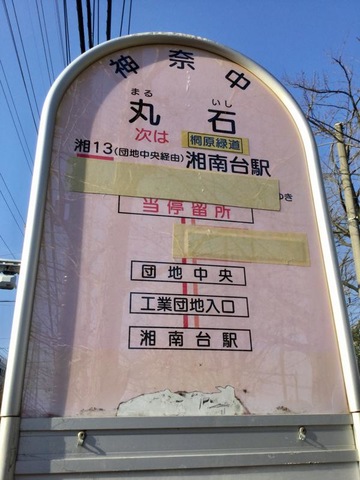 神奈中
まる いし
丸石
次は 桐原緑道
湘13(団地中央経由)湘南台駅
当停留所
団地中央
工業団地入口
湘南台駅